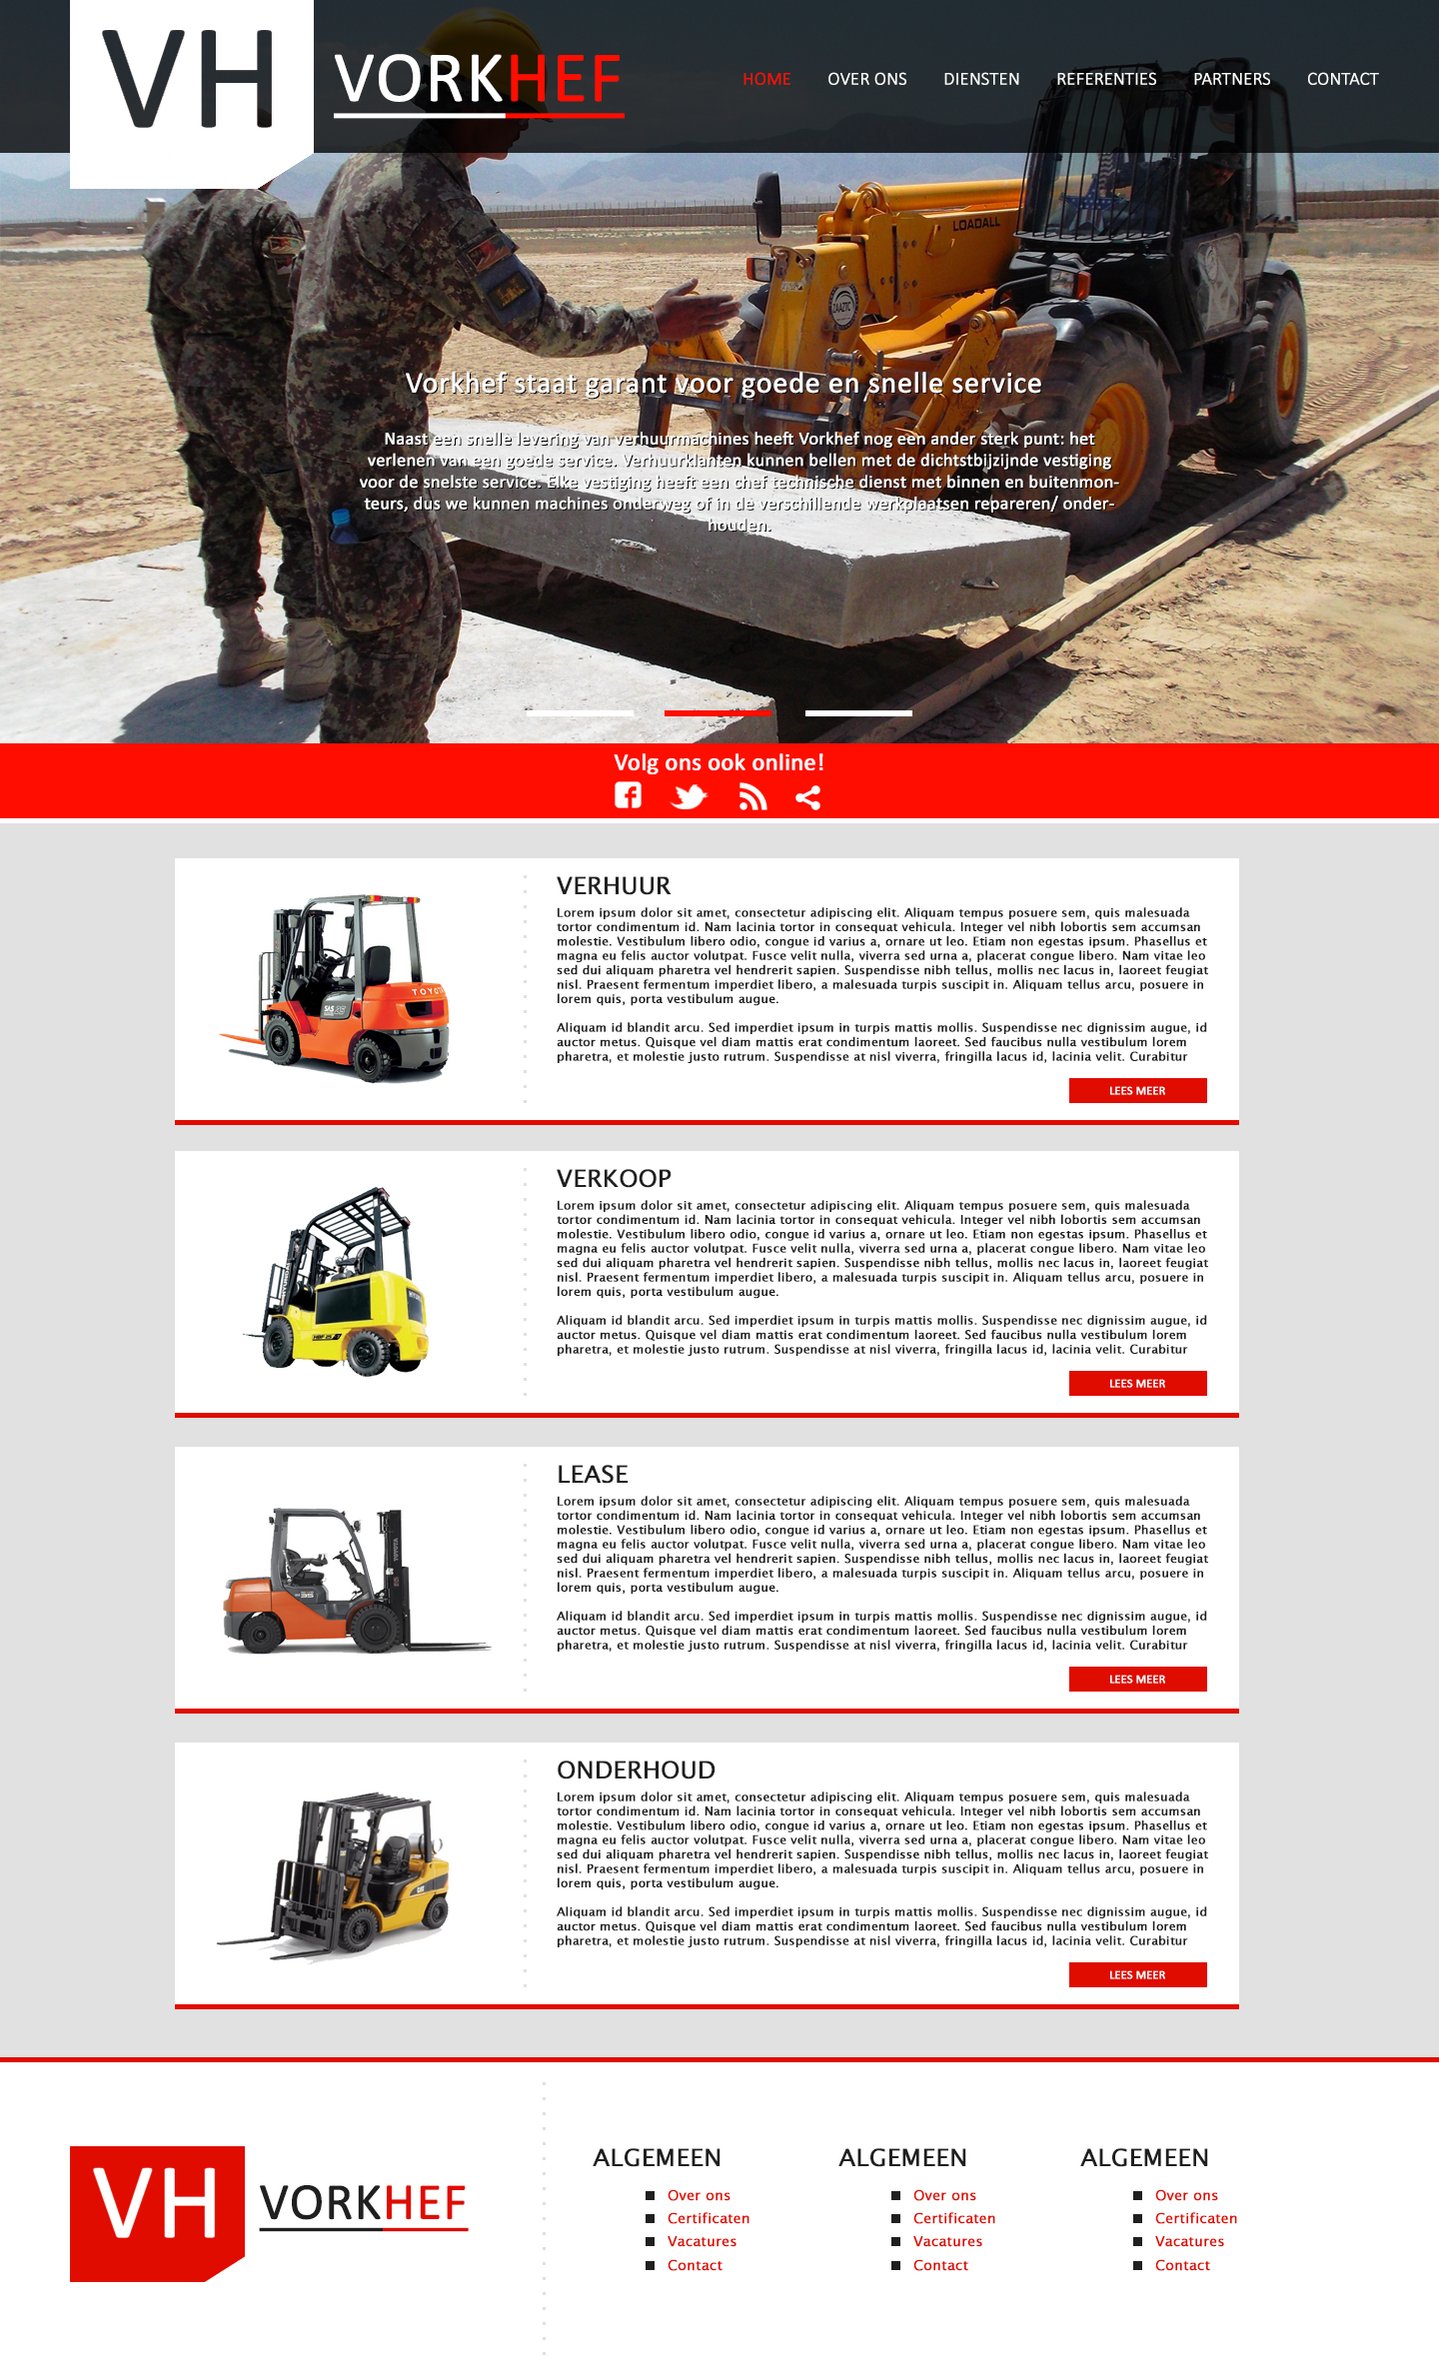 VH
VORKHEF
HOME OVER ONS DIENSTEN REFERENTIES PARTNERS CONTACT
LOADALL
ZAAZTC
Vorkhef staat garant voor goede en snelle service
Naast een snelle levering van verhuurmachines heeft Vorkhef nog een ander sterk punt: het
verlenen van een goede service. Verhuurklanten kunnen bellen met de dichtstbijzijnde vestiging
voor de snelste service. Elke vestiging heeft een chef technische dienst met binnen en buitenmon-
teurs, dus we kunnen machines onderweg of in de verschillende werkplaatsen repareren/ onder-
houden.
Volg ons ook online!
VERHUUR
Lorem ipsum dolor sit amet, consectetur adipiscing elit. Aliquam tempus posuere sem, quis malesuada
tortor condimentum id. Nam lacinia tortor in consequat vehicula. Integer vel nibh lobortis sem accumsan
molestie. Vestibulum libero odio, congue id varius a, ornare ut leo. Etiam non egestas ipsum. Phasellus et
magna eu felis auctor volutpat. Fusce velit nulla, viverra sed urna a, placerat congue libero. Nam vitae leo
sed dui aliquam pharetra vel hendrerit sapien. Suspendisse nibh tellus, mollis nec lacus in, laoreet feugiat
nisl. Praesent fermentum imperdiet libero, a malesuada turpis suscipit in. Aliquam tellus arcu, posuere in
lorem quis, porta vestibulum augue.
Aliquam id blandit arcu. Sed imperdiet ipsum in turpis mattis mollis. Suspendisse nec dignissim augue, id
auctor metus. Quisque vel diam mattis erat condimentum laoreet. Sed faucibus nulla vestibulum lorem
pharetra, et molestie justo rutrum. Suspendisse at nisl viverra, fringilla lacus id, lacinia velit. Curabitur
LEES MEER
TOYOTA
VERKOOP
Lorem ipsum dolor sit amet, consectetur adipiscing elit. Aliquam tempus posuere sem, quis malesuada
tortor condimentum id. Nam lacinia tortor in consequat vehicula. Integer vel nibh lobortis sem accumsan
molestie. Vestibulum libero odio, congue id varius a, ornare ut leo. Etiam non egestas ipsum. Phasellus et
magna eu felis auctor volutpat. Fusce velit nulla, viverra sed urna a, placerat congue libero. Nam vitae leo
sed dui aliquam pharetra vel hendrerit sapien. Suspendisse nibh tellus, mollis nec lacus in, laoreet feugiat
nisl. Praesent fermentum imperdiet libero, a malesuada turpis suscipit in. Aliquam tellus arcu, posuere in
lorem quis, porta vestibulum augue.
Aliquam id blandit arcu. Sed imperdiet ipsum in turpis mattis mollis. Suspendisse nec dignissim augue, id
auctor metus. Quisque vel diam mattis erat condimentum laoreet. Sed faucibus nulla vestibulum lorem
pharetra, et molestie justo rutrum. Suspendisse at nisl viverra, fringilla lacus id, lacinia velit. Curabitur
LEES MEER
LEASE
Lorem ipsum dolor sit amet, consectetur adipiscing elit. Aliquam tempus posuere sem, quis malesuada
tortor condimentum id. Nam lacinia tortor in consequat vehicula. Integer vel nibh lobortis sem accumsan
molestie. Vestibulum libero odio, congue id varius a, ornare ut leo. Etiam non egestas ipsum. Phasellus et
magna eu felis auctor volutpat. Fusce velit nulla, viverra sed urna a, placerat congue libero. Nam vitae leo
sed dui aliquam pharetra vel hendrerit sapien. Suspendisse nibh tellus, mollis nec lacus in, laoreet feugiat
nisl. Praesent fermentum imperdiet libero, a malesuada turpis suscipit in. Aliquam tellus arcu, posuere in
lorem quis, porta vestibulum augue.
Aliquam id blandit arcu. Sed imperdiet ipsum in turpis mattis mollis. Suspendisse nec dignissim augue, id
auctor metus. Quisque vel diam mattis erat condimentum laoreet. Sed faucibus nulla vestibulum lorem
pharetra, et molestie justo rutrum. Suspendisse at nisl viverra, fringilla lacus id, lacinia velit. Curabitur
LEES MEER
ONDERHOUD
Lorem ipsum dolor sit amet, consectetur adipiscing elit. Aliquam tempus posuere sem, quis malesuada
tortor condimentum id. Nam lacinia tortor in consequat vehicula. Integer vel nibh lobortis sem accumsan
molestie. Vestibulum libero odio, congue id varius a, ornare ut leo. Etiam non egestas ipsum. Phasellus et
magna eu felis auctor volutpat. Fusce velit nulla, viverra sed urna a, placerat congue libero. Nam vitae leo
sed dui aliquam pharetra vel hendrerit sapien. Suspendisse nibh tellus, mollis nec lacus in, laoreet feugiat
nisl. Praesent fermentum imperdiet libero, a malesuada turpis suscipit in. Aliquam tellus arcu, posuere in
lorem quis, porta vestibulum augue.
Aliquam id blandit arcu. Sed imperdiet ipsum in turpis mattis mollis. Suspendisse nec dignissim augue, id
auctor metus. Quisque vel diam mattis erat condimentum laoreet. Sed faucibus nulla vestibulum lorem
pharetra, et molestie justo rutrum. Suspendisse at nisl viverra, fringilla lacus id, lacinia velit. Curabitur
LEES MEER
VH
VORKHEF
ALGEMEEN
Over ons
Certificaten
Vacatures
Contact
ALGEMEEN
Over ons
Certificaten
Vacatures
Contact
ALGEMEEN
Over ons
Certificaten
Vacatures
Contact